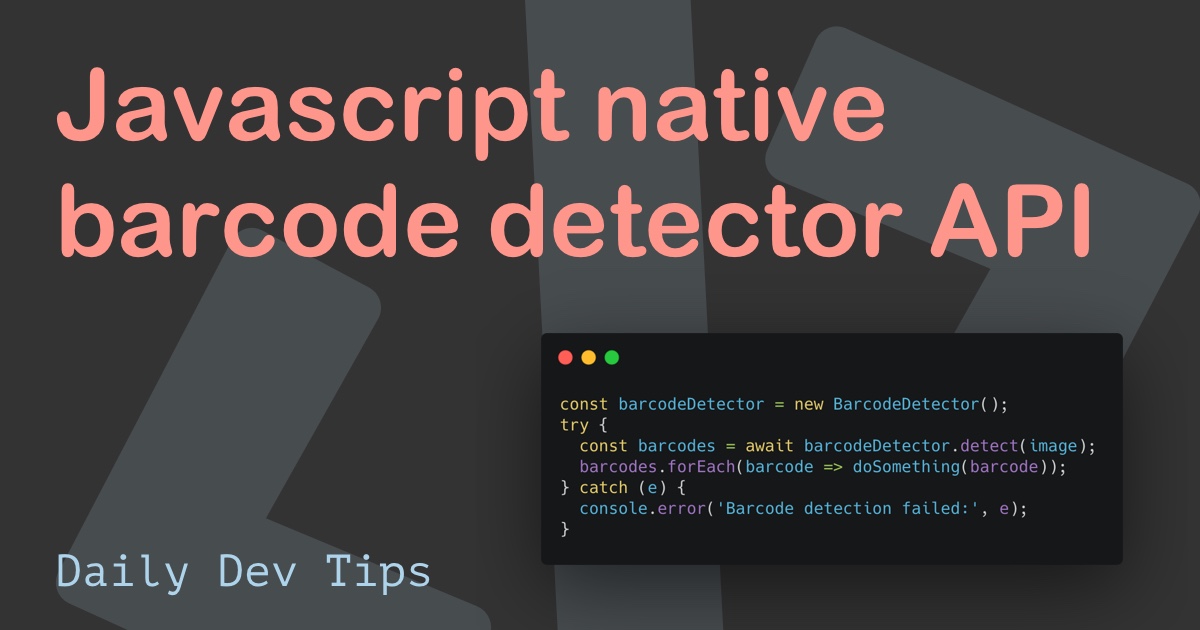 Javascript native
barcode detector API
const barcodeDetector = new BarcodeDetector();
try {
  const barcodes = await barcodeDetector.detect(image);
  barcodes.forEach(barcode => doSomething(barcode));
} catch (e) {
  console.error('Barcode detection failed:', e);
}
Daily Dev Tips